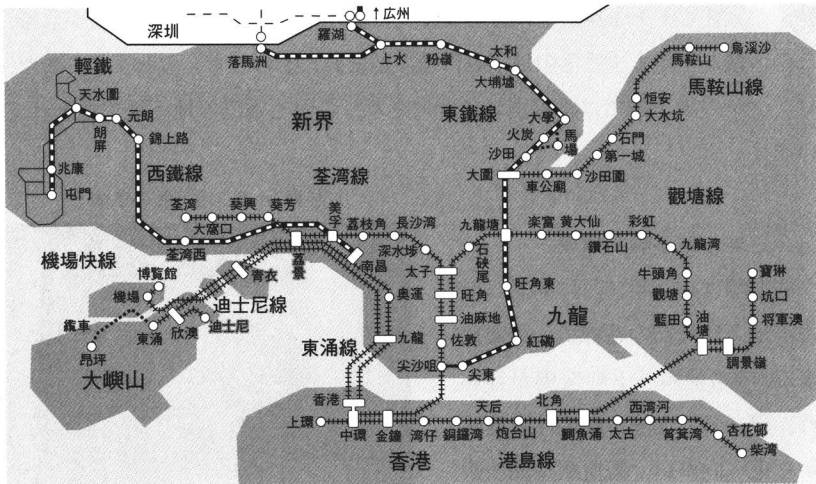 ↑広州
深圳
羅湖
落馬洲
上水
粉嶺
太和
大埔墟
馬鞍山
烏溪沙
輕鐵
天水圍
元朗
朗屏
錦上路
新界
東鐵線
大學
恒安
馬鞍山線
大水坑
火炭
馬場
石門
第一城
沙田
大圍
車公廟
沙田圍
兆康
屯門
西鐵線
荃湾線
觀塘線
荃湾
葵興
葵芳
大窩口
美孚
荔枝角
長沙湾
九龍塘
楽富
黄大仙
彩虹
鑽石山
九龍湾
荃湾西
荔景
南昌
深水埗
石硤尾
太子
機場快線
博覧館
機場
青衣
迪士尼線
奥運
旺角
旺角東
牛頭角
寶琳
觀塘
坑口
纜車
東涌
欣澳
迪士尼
油麻地
九龍
藍田
油塘
將軍澳
昂坪
大嶼山
東涌線
九龍
佐敦
紅磡
調景嶺
尖沙咀
尖東
香港
上環
中環
金鐘
湾仔
銅鑼湾
天后
炮台山
北角
鰂魚涌
太古
西湾河
筲箕湾
杏花邨
柴湾
香港
港島線